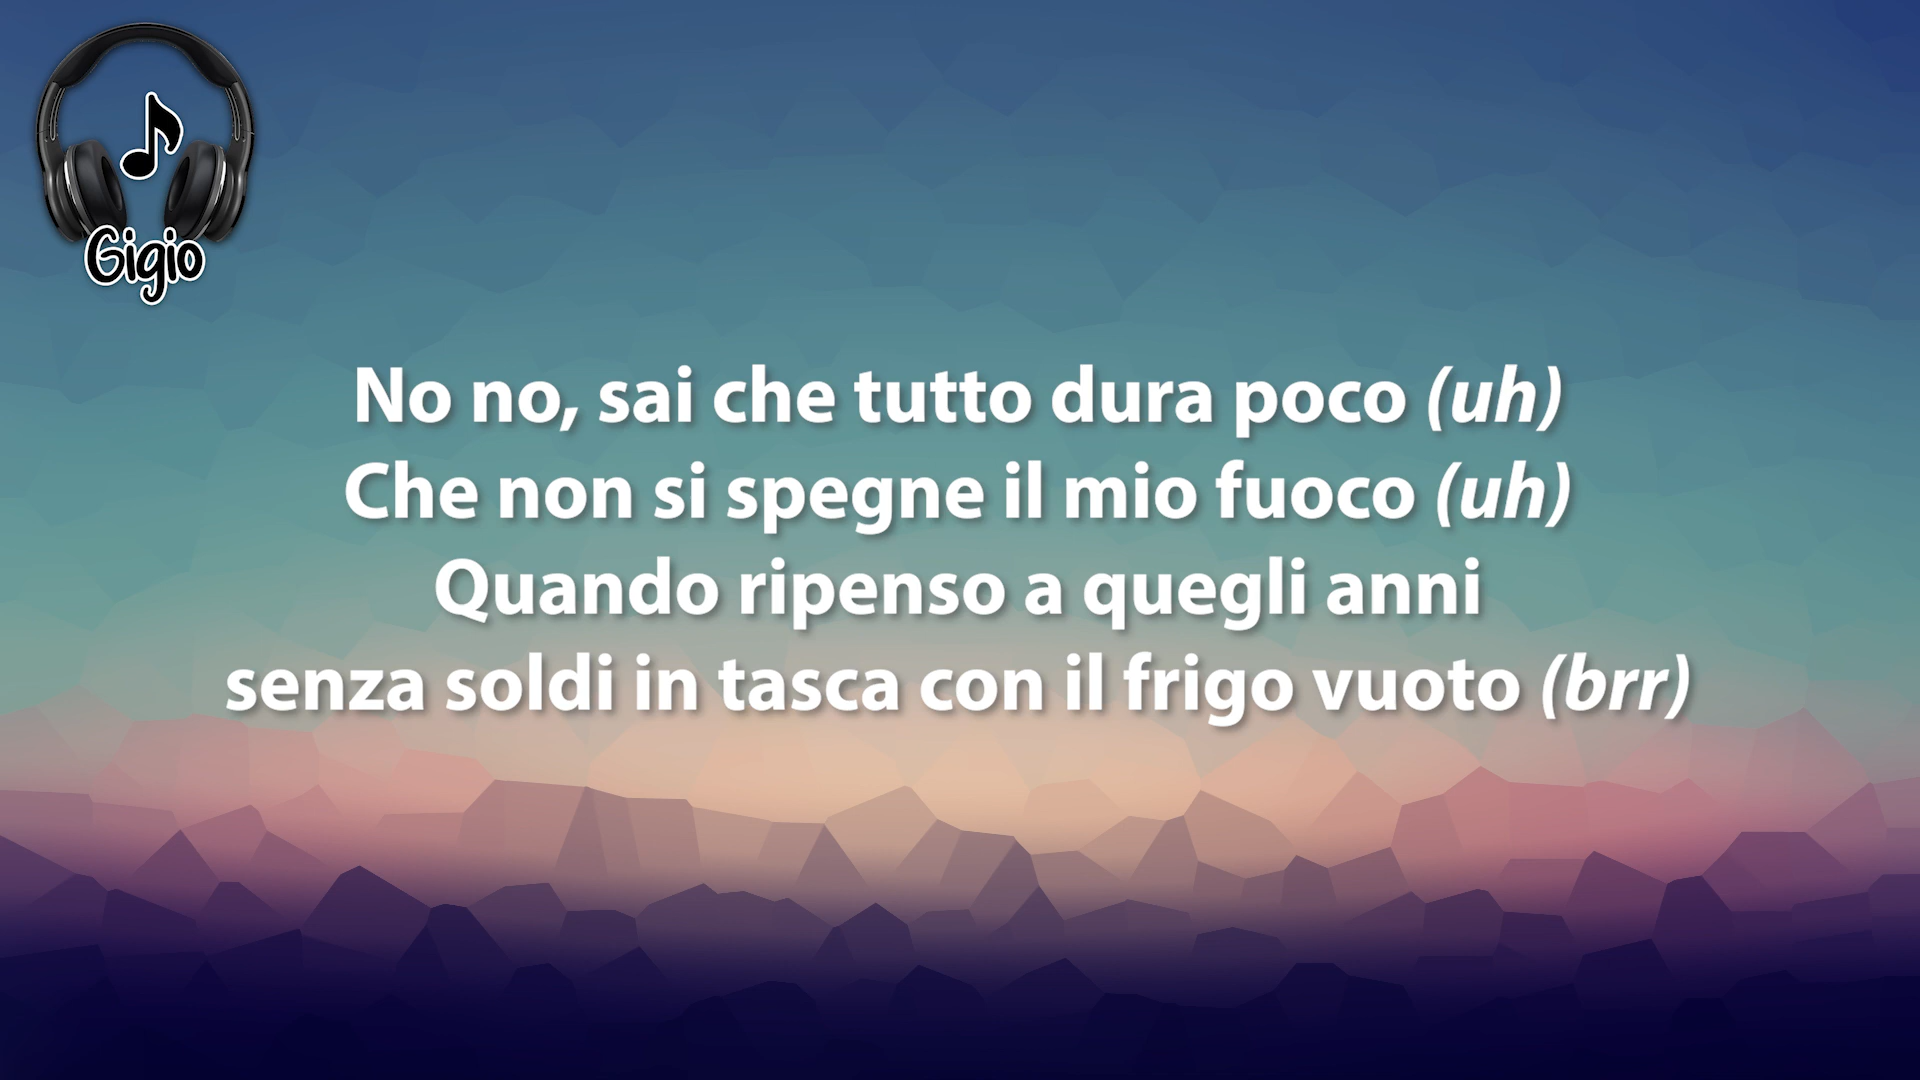 Gigio
No no, sai che tutto dura poco (uh)
Che non si spegne il mio fuoco (uh)
Quando ripenso a quegli anni
senza soldi in tasca con il frigo vuoto (brr)